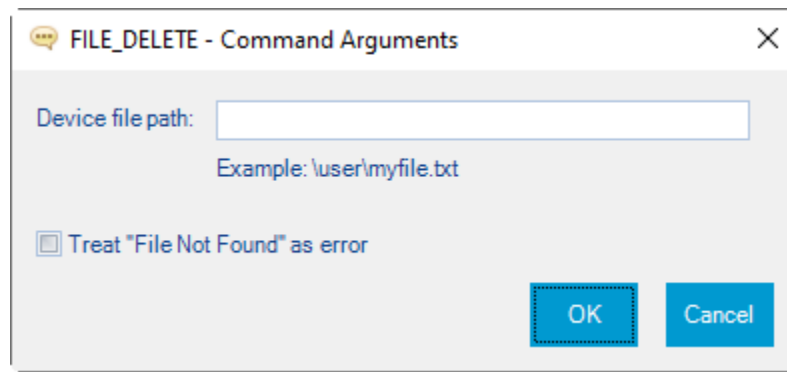 FILE_DELETE - Command Arguments
Device file path:
Example: \user\myfile.txt
Treat "File Not Found" as error
OK Cancel